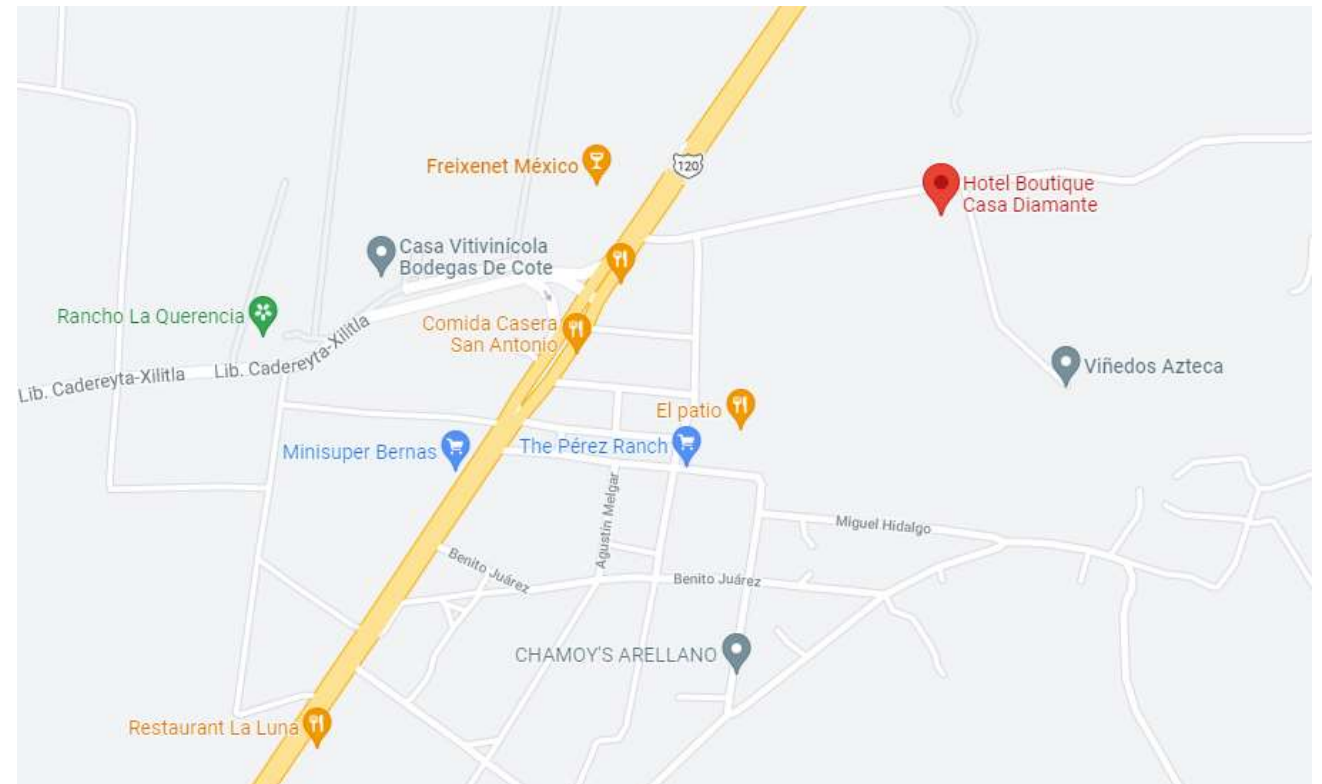 Freixenet México
120
Hotel Boutique
Casa Diamante
Casa Vitivinícola
Bodegas De Cote
Rancho La Querencia
Comida Casera
San Antonio
Lib. Cadereyta-Xilitla
Lib. Cadereyta-Xilitla
Viñedos Azteca
El patio
Minisuper Bernas
The Pérez Ranch
Agustín Melgar
Miguel Hidalgo
Benito Juárez
Benito Juárez
CHAMOY'S ARELLANO
Restaurant La Luna